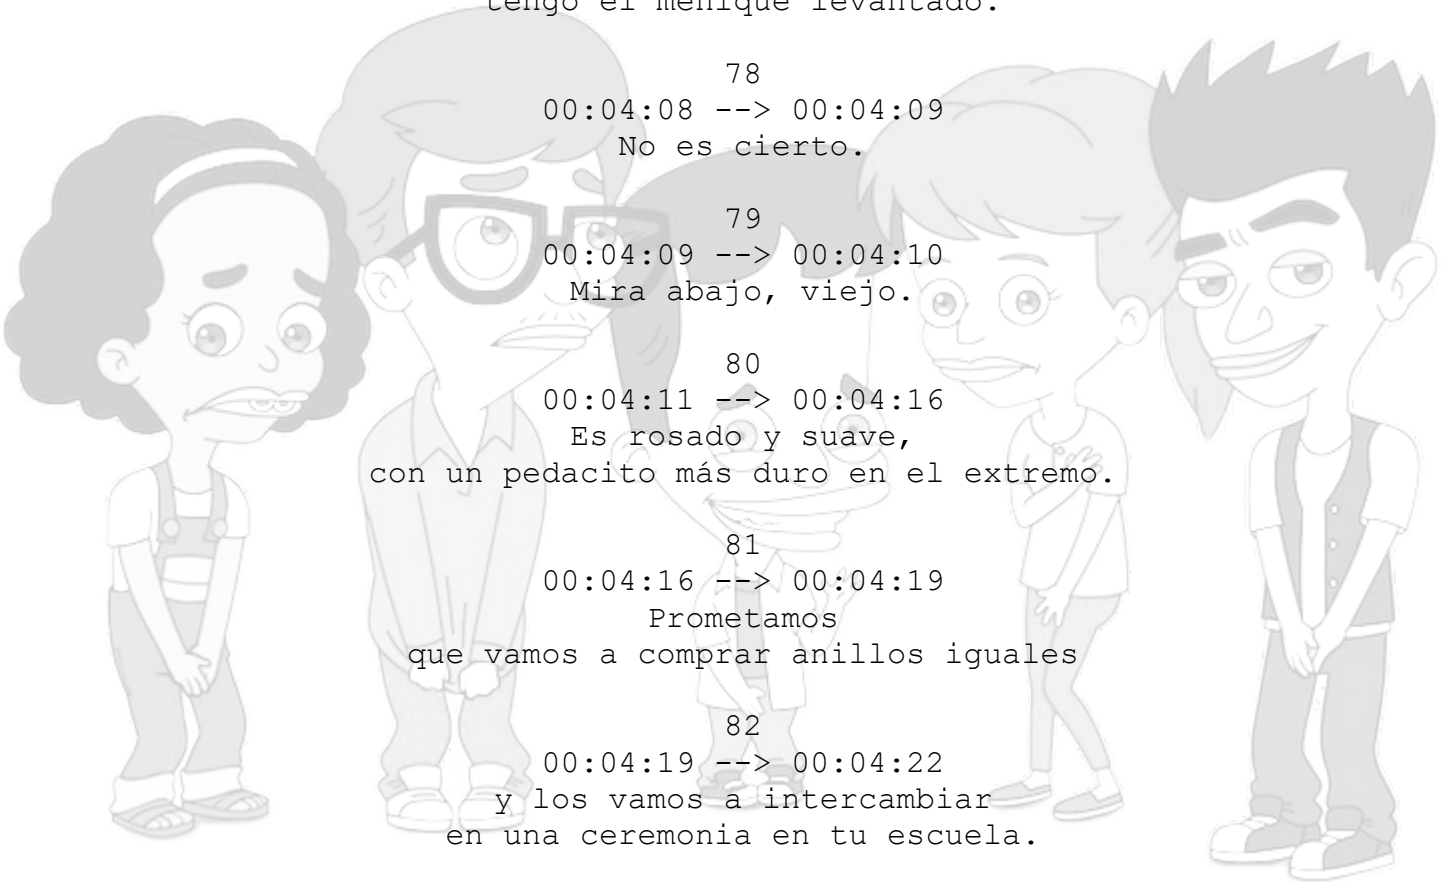 tengo el meñique levantado.
78
00:04:08 --> 00:04:09
No es cierto.
79
00:04:09 --> 00:04:10
Mira abajo, viejo.
80
00:04:11 --> 00:04:16
Es rosado y suave,
con un pedacito más duro en el extremo.
81
00:04:16 --> 00:04:19
Prometamos
que vamos a comprar anillos iguales
82
00:04:19 --> 00:04:22
y los vamos a intercambiar
en una ceremonia en tu escuela.